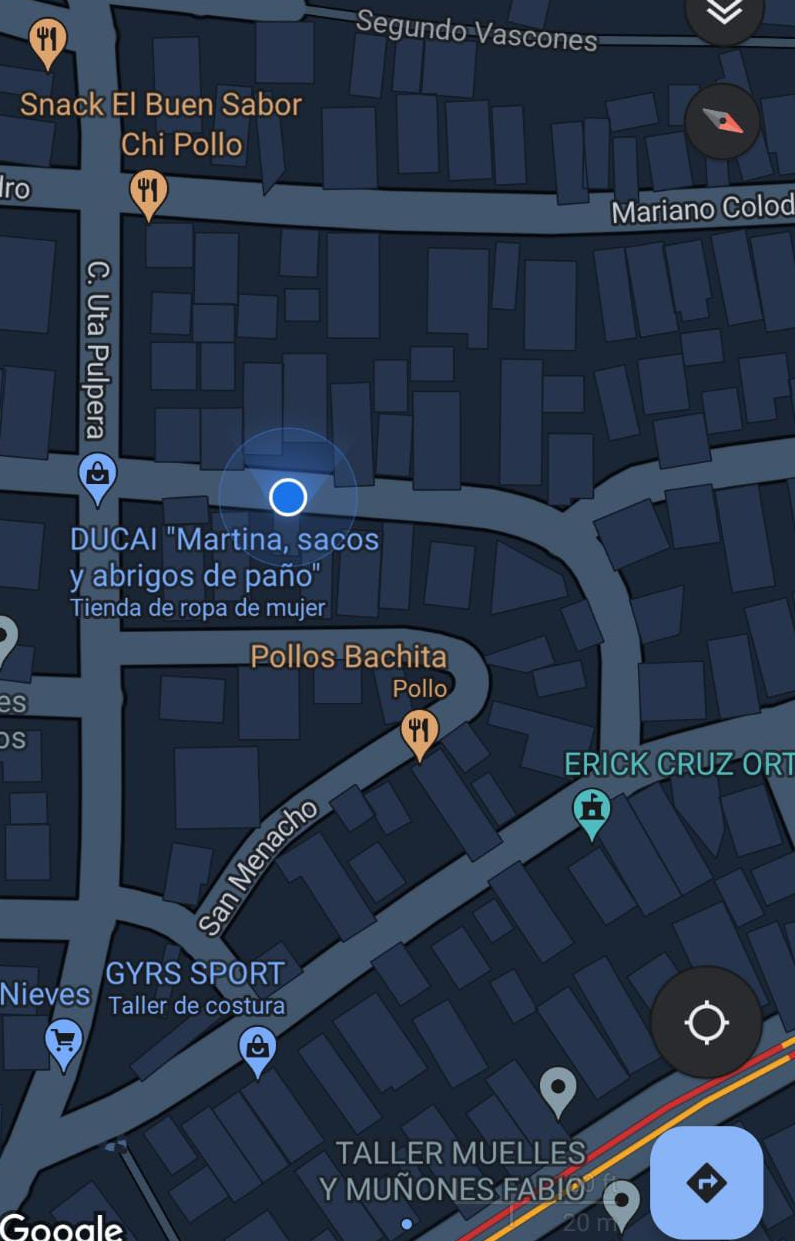 Segundo Vascones
Snack El Buen Sabor
Chi Pollo
dro
Mariano Colod
C. Uta Pulpera
DUCAI "Martina, sacos
y abrigos de paño"
Tienda de ropa de mujer
Pollos Bachita
Pollo
es
os
ERICK CRUZ ORT
San Menacho
GYRS SPORT
Taller de costura
Nieves
TALLER MUELLES
Y MUÑONES FABIO
20 m
Google